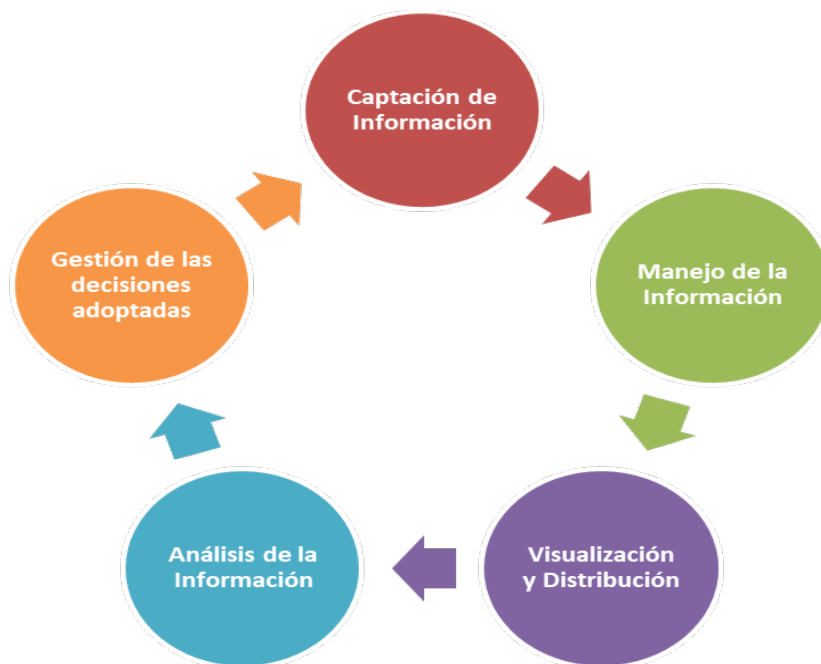 Captación de
Información
Manejo de la
Información
Visualización
y Distribución
Análisis de la
Información
Gestión de las
decisiones
adoptadas